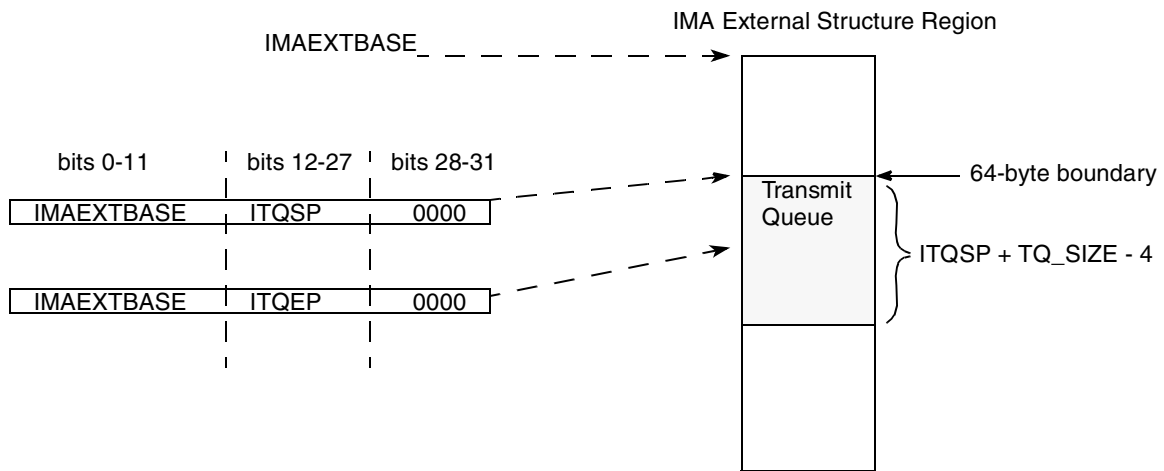 IMA External Structure Region
IMAEXTBASE
bits 0-11 bits 12-27 bits 28-31
64-byte boundary
Transmit
Queue
IMAEXTBASE ITQSP 0000
ITQSP + TQ_SIZE - 4
IMAEXTBASE ITQEP 0000